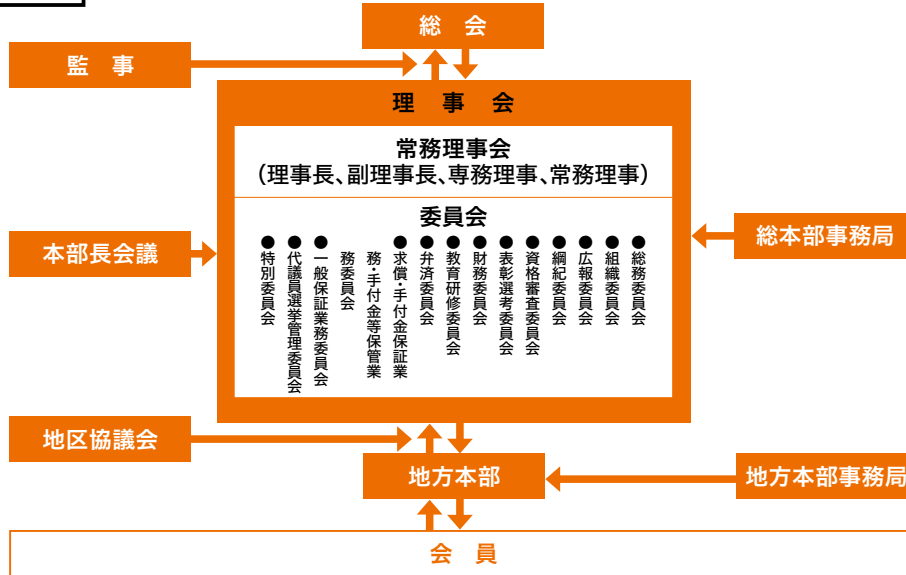 総　会
監　事
理　事　会
常務理事会
（理事長、副理事長、専務理事、常務理事）
委員会
●総務委員会
●組織委員会
●広報委員会
●綱紀委員会
●資格審査委員会
●表彰選考委員会
●財務委員会
●教育研修委員会
●弁済委員会
●求償・手付金保証業
務・手付金等保管業
務委員会
●一般保証業務委員会
●代議員選挙管理委員会
●特別委員会
本部長会議
総本部事務局
地区協議会
地方本部
地方本部事務局
会　員